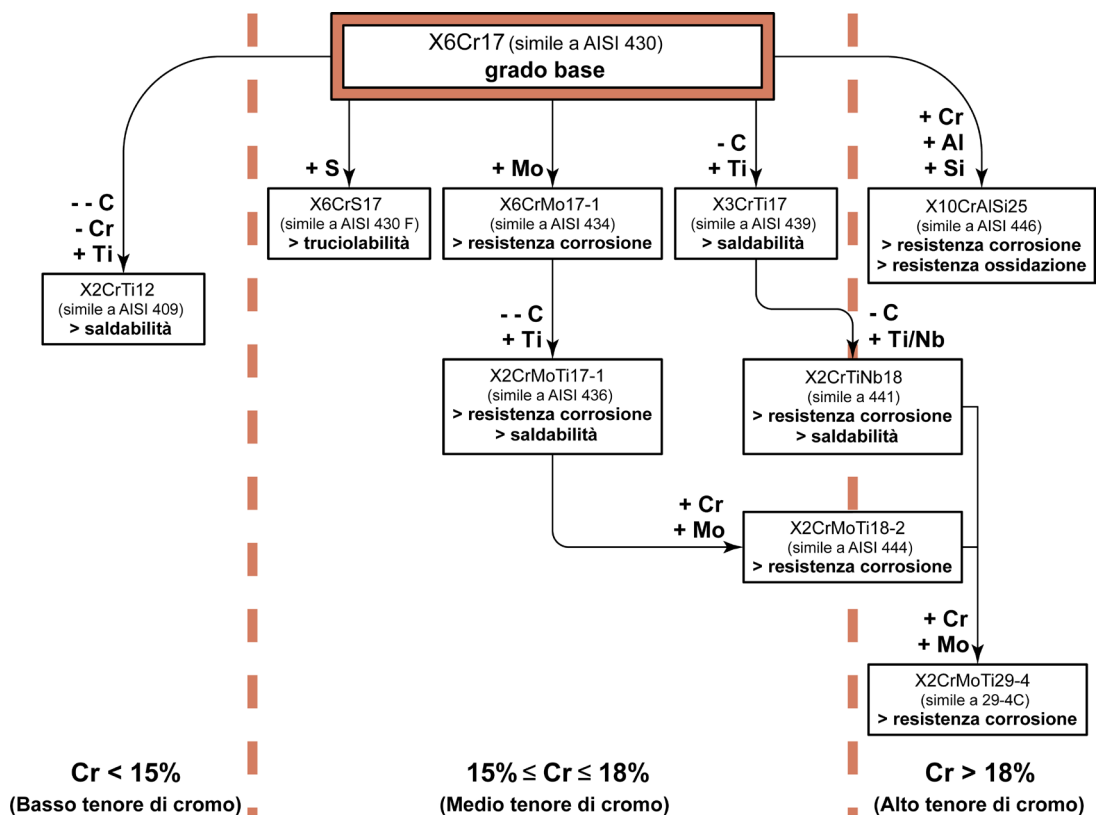 X6Cr17 (simile a AISI 430)
grado base
+ Cr
+ Al
+ Si
- C
+ Ti
+ S
+ Mo
- - C
- Cr
+ Ti
X6CrS17
(simile a AISI 430 F)
> truciolabilità
X6CrMo17-1
(simile a AISI 434)
> resistenza corrosione
X3CrTi17
(simile a AISI 439)
> saldabilità
X10CrAlSi25
(simile a AISI 446)
> resistenza corrosione
> resistenza ossidazione
X2CrTi12
(simile a AISI 409)
> saldabilità
- - C
+ Ti
- C
+ Ti/Nb
X2CrMoTi17-1
(simile a AISI 436)
> resistenza corrosione
> saldabilità
X2CrTiNb18
(simile a 441)
> resistenza corrosione
> saldabilità
+ Cr
+ Mo
X2CrMoTi18-2
(simile a AISI 444)
> resistenza corrosione
+ Cr
+ Mo
X2CrMoTi29-4
(simile a 29-4C)
> resistenza corrosione
Cr < 15%
(Basso tenore di cromo)
15% ≤ Cr ≤ 18%
(Medio tenore di cromo)
Cr > 18%
(Alto tenore di cromo)